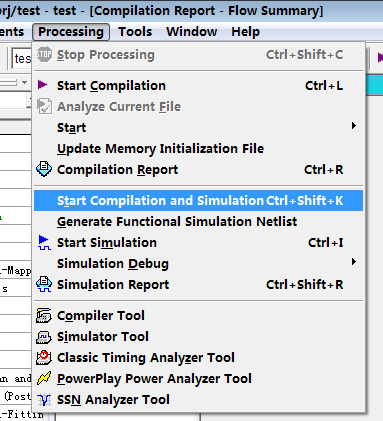 prj/test - test - [Compilation Report - Flow Summary]
ents Processing Tools Window Help
tes
STOP Stop Processing Ctrl+Shift+C
Start Compilation Ctrl+L
Analyze Current File
Start
Update Memory Initialization File
Compilation Report Ctrl+R
Start Compilation and Simulation Ctrl+Shift+K
Generate Functional Simulation Netlist
Start Simulation Ctrl+I
Simulation Debug
Simulation Report Ctrl+Shift+R
Compiler Tool
Simulator Tool
Classic Timing Analyzer Tool
PowerPlay Power Analyzer Tool
SSN Analyzer Tool
n
-Mapp
s
an and
(Post
-Fittin